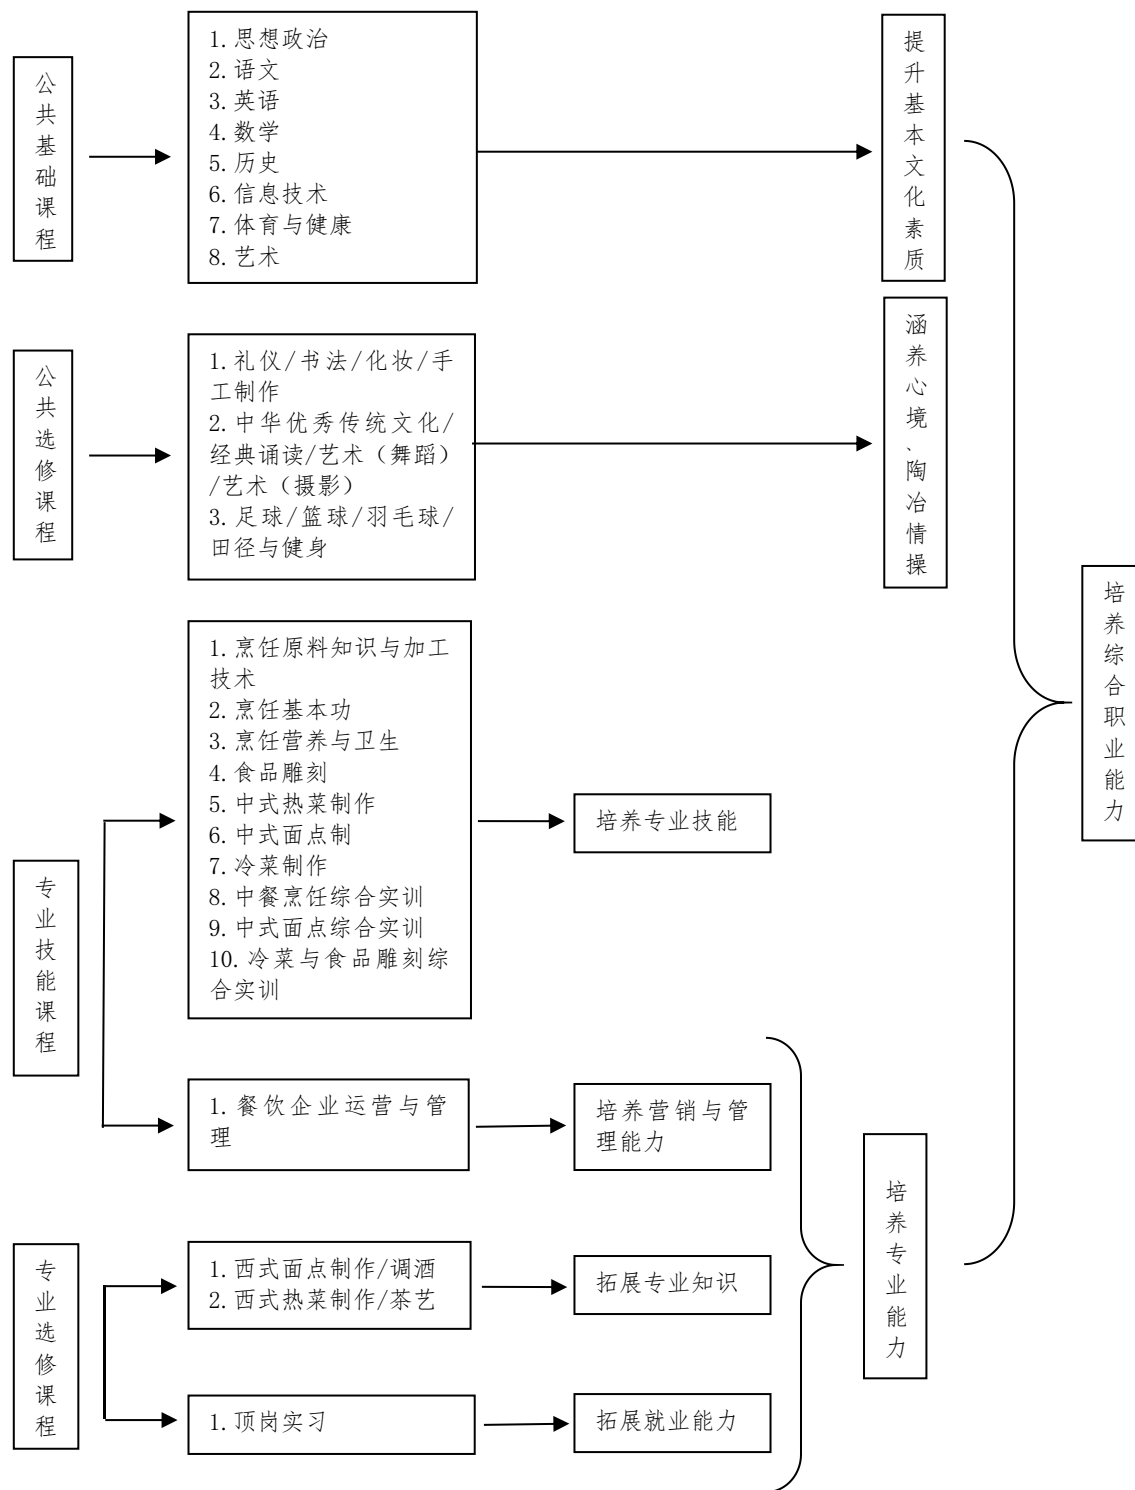 公共基础课程
1.思想政治
2.语文
3.英语
4.数学
5.历史
6.信息技术
7.体育与健康
8.艺术
提升基本文化素质
公共选修课程
1.礼仪/书法/化妆/手
工制作
2.中华优秀传统文化/
经典诵读/艺术（舞蹈）
/艺术（摄影）
3.足球/篮球/羽毛球/
田径与健身
涵养心境、陶冶情操
专业技能课程
1.烹饪原料知识与加工
技术
2.烹饪基本功
3.烹饪营养与卫生
4.食品雕刻
5.中式热菜制作
6.中式面点制
7.冷菜制作
8.中餐烹饪综合实训
9.中式面点综合实训
10.冷菜与食品雕刻综
合实训
培养专业技能
1.餐饮企业运营与管
理
培养营销与管
理能力
专业选修课程
1.西式面点制作/调酒
2.西式热菜制作/茶艺
拓展专业知识
1.顶岗实习
拓展就业能力
培养专业能力
培养综合职业能力